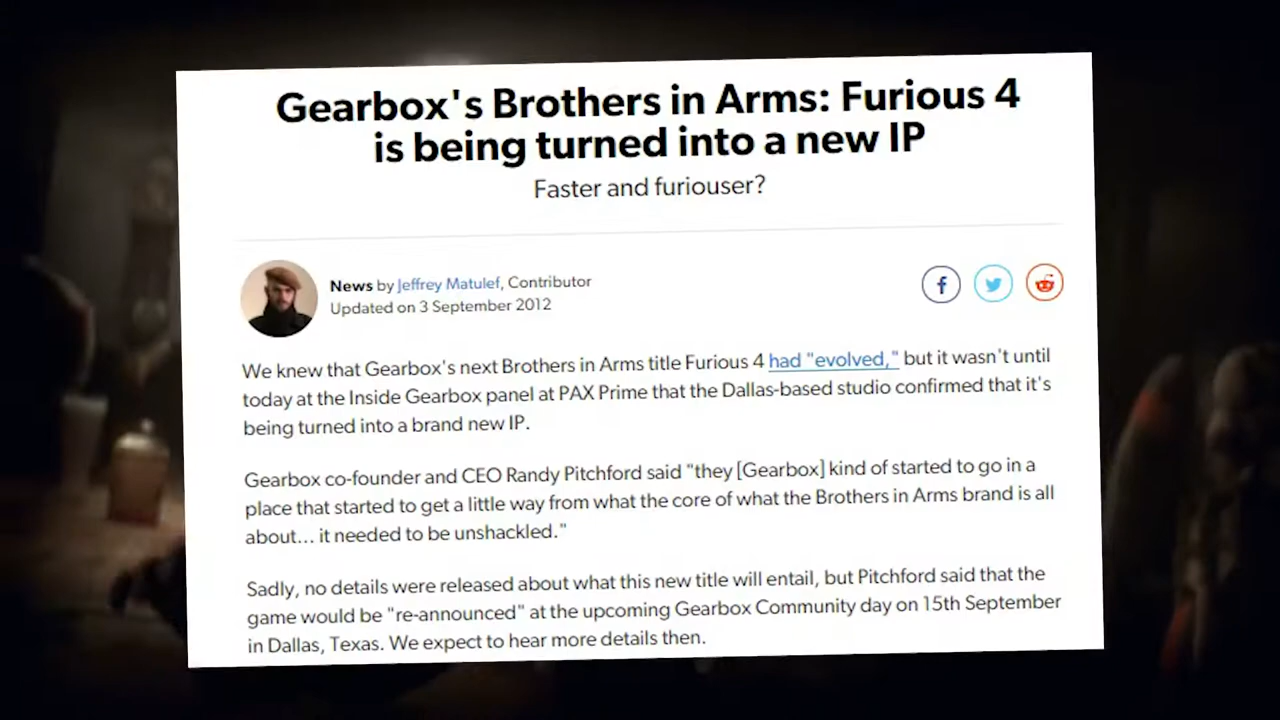 Gearbox's Brothers in Arms: Furious 4
is being turned into a new IP
Faster and furiouser?
News by Jeffrey Matulef, Contributor
Updated on 3 September 2012
We knew that Gearbox's next Brothers in Arms title Furious 4 had "evolved," but it wasn't until
today at the Inside Gearbox panel at PAX Prime that the Dallas-based studio confirmed that it's
being turned into a brand new IP.
Gearbox co-founder and CEO Randy Pitchford said "they [Gearbox] kind of started to go in a
place that started to get a little way from what the core of what the Brothers in Arms brand is all
about... it needed to be unshackled."
Sadly, no details were released about what this new title will entail, but Pitchford said that the
game would be "re-announced" at the upcoming Gearbox Community day on 15th September
in Dallas, Texas. We expect to hear more details then.